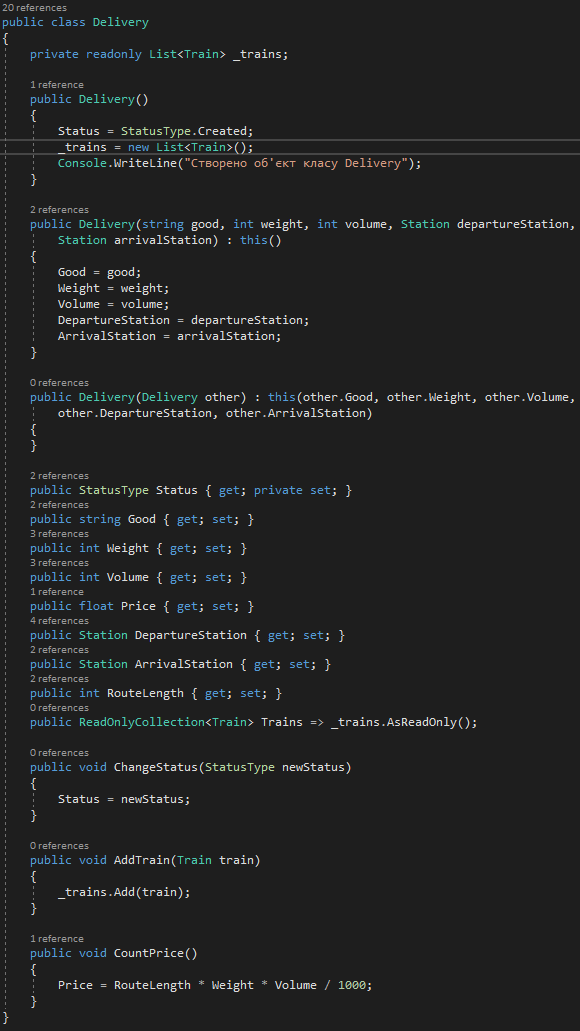 20 references
public class Delivery
{
private readonly List<Train> _trains;
1 reference
public Delivery()
{
Status = StatusType.Created;
_trains = new List<Train>();
Console.WriteLine("Створено об'єкт класу Delivery");
}
2 references
public Delivery(string good, int weight, int volume, Station departureStation,
Station arrivalStation) : this()
{
Good = good;
Weight = weight;
Volume = volume;
DepartureStation = departureStation;
ArrivalStation = arrivalStation;
}
0 references
public Delivery(Delivery other) : this(other.Good, other.Weight, other.Volume,
other.DepartureStation, other.ArrivalStation)
{
}
2 references
public StatusType Status { get; private set; }
2 references
public string Good { get; set; }
3 references
public int Weight { get; set; }
3 references
public int Volume { get; set; }
1 reference
public float Price { get; set; }
4 references
public Station DepartureStation { get; set; }
2 references
public Station ArrivalStation { get; set; }
2 references
public int RouteLength { get; set; }
0 references
public ReadOnlyCollection<Train> Trains => _trains.AsReadOnly();
0 references
public void ChangeStatus(StatusType newStatus)
{
Status = newStatus;
}
0 references
public void AddTrain(Train train)
{
_trains.Add(train);
}
1 reference
public void CountPrice()
{
Price = RouteLength * Weight * Volume / 1000;
}
}